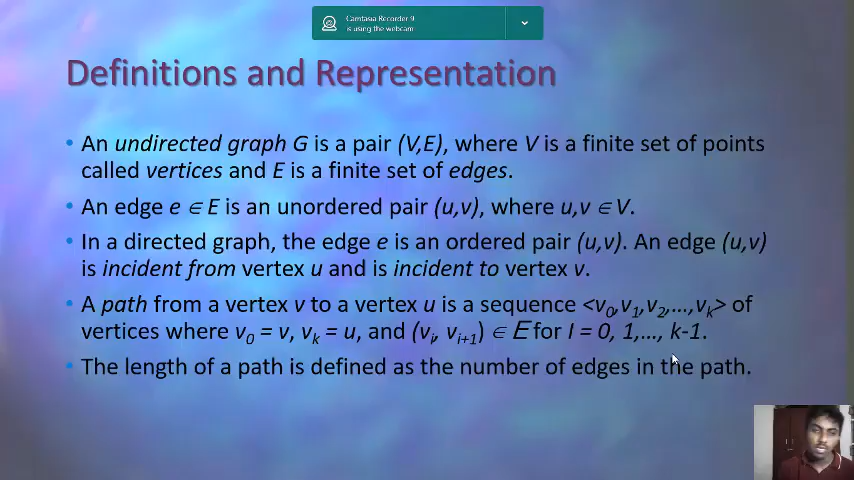 Camtasia Recorder 9
is using the webcam
Definitions and Representation
• An undirected graph G is a pair (V,E), where V is a finite set of points
called vertices and E is a finite set of edges.
• An edge e ∈ E is an unordered pair (u,v), where u,v ∈ V.
• In a directed graph, the edge e is an ordered pair (u,v). An edge (u,v)
is incident from vertex u and is incident to vertex v.
• A path from a vertex v to a vertex u is a sequence <v₀,v₁,v₂,…,vₖ> of
vertices where v₀ = v, vₖ = u, and (vᵢ, vᵢ₊₁) ∈ E for I = 0, 1,…, k-1.
• The length of a path is defined as the number of edges in the path.